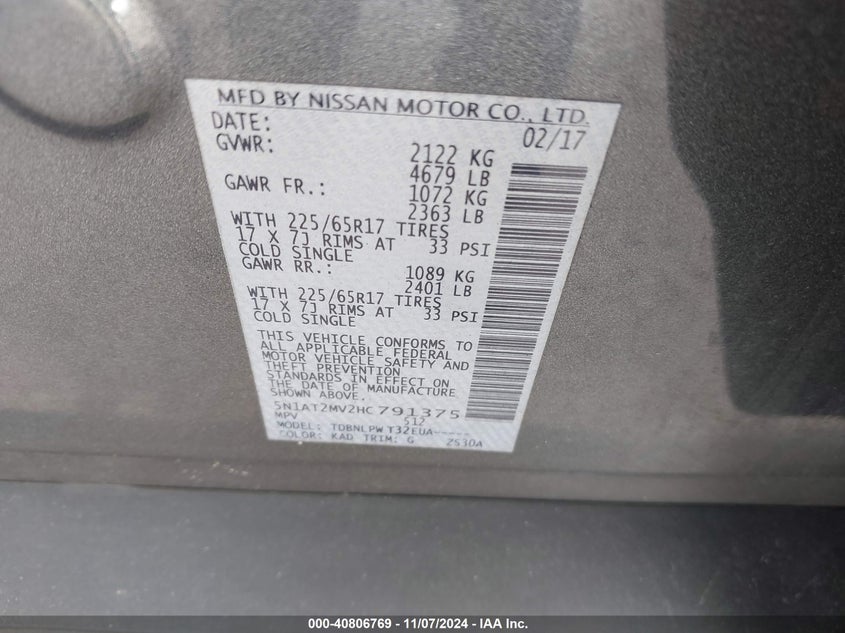 MFD BY NISSAN MOTOR CO., LTD.
DATE: 02/17
GVWR: 2122 KG
4679 LB
GAWR FR.: 1072 KG
2363 LB
WITH 225/65R17 TIRES
17 X 7J RIMS AT 33 PSI
COLD SINGLE
GAWR RR.: 1089 KG
2401 LB
WITH 225/65R17 TIRES
17 X 7J RIMS AT 33 PSI
COLD SINGLE
THIS VEHICLE CONFORMS TO
ALL APPLICABLE FEDERAL
MOTOR VEHICLE SAFETY AND
THEFT PREVENTION
STANDARDS IN EFFECT ON
THE DATE OF MANUFACTURE
SHOWN ABOVE.
5N1AT2MV2HC791375
MPV 512
MODEL: TDBNLPW T32EUA-----
COLOR: KAD TRIM: G 2530A
000-40806769 - 11/07/2024 - IAA Inc.